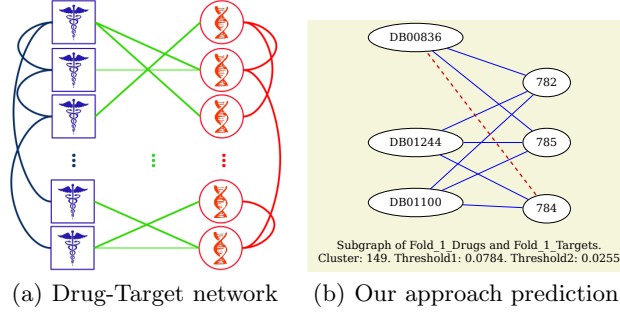 DB00836
782
DB01244
785
DB01100
784
Subgraph of Fold_1_Drugs and Fold_1_Targets.
Cluster: 149. Threshold1: 0.0784. Threshold2: 0.0255
(a) Drug-Target network
(b) Our approach prediction